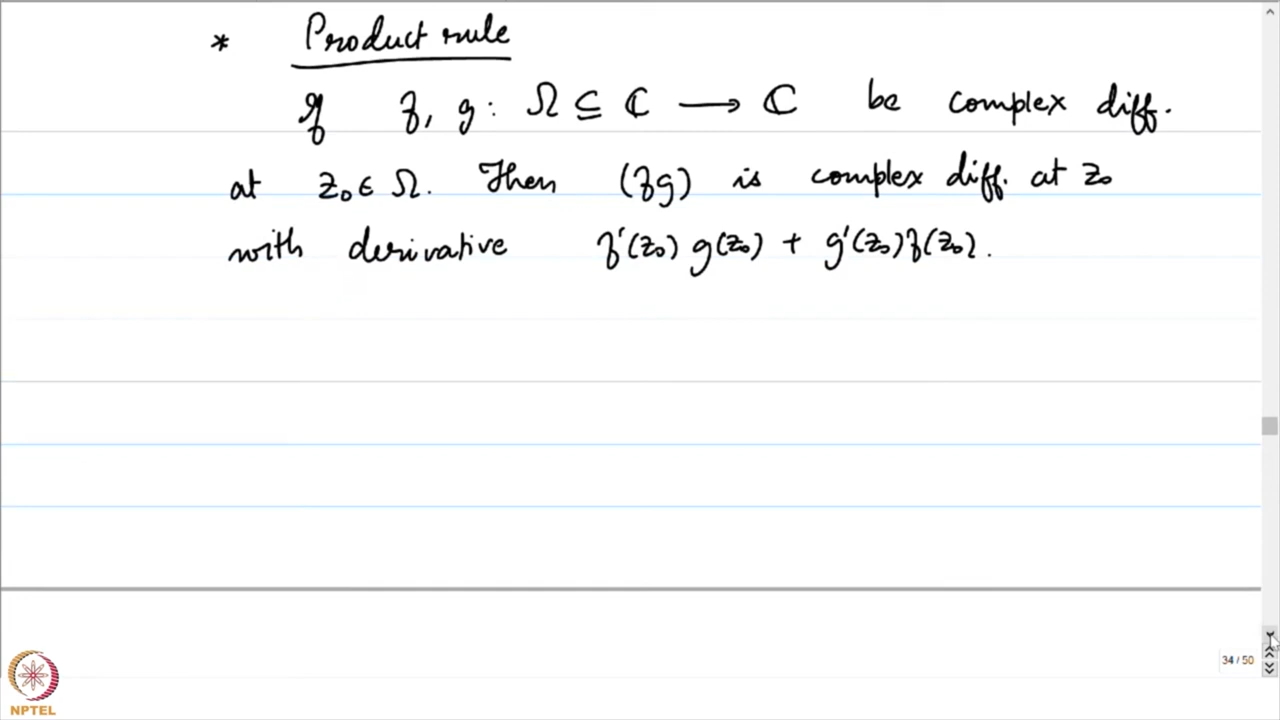 * Product rule
If f, g: Ω ⊆ ℂ ⟶ ℂ be complex diff.
at z₀ ∈ Ω. Then (fg) is complex diff. at z₀
with derivative f'(z₀) g(z₀) + g'(z₀) f(z₀).
34 / 50
NPTEL